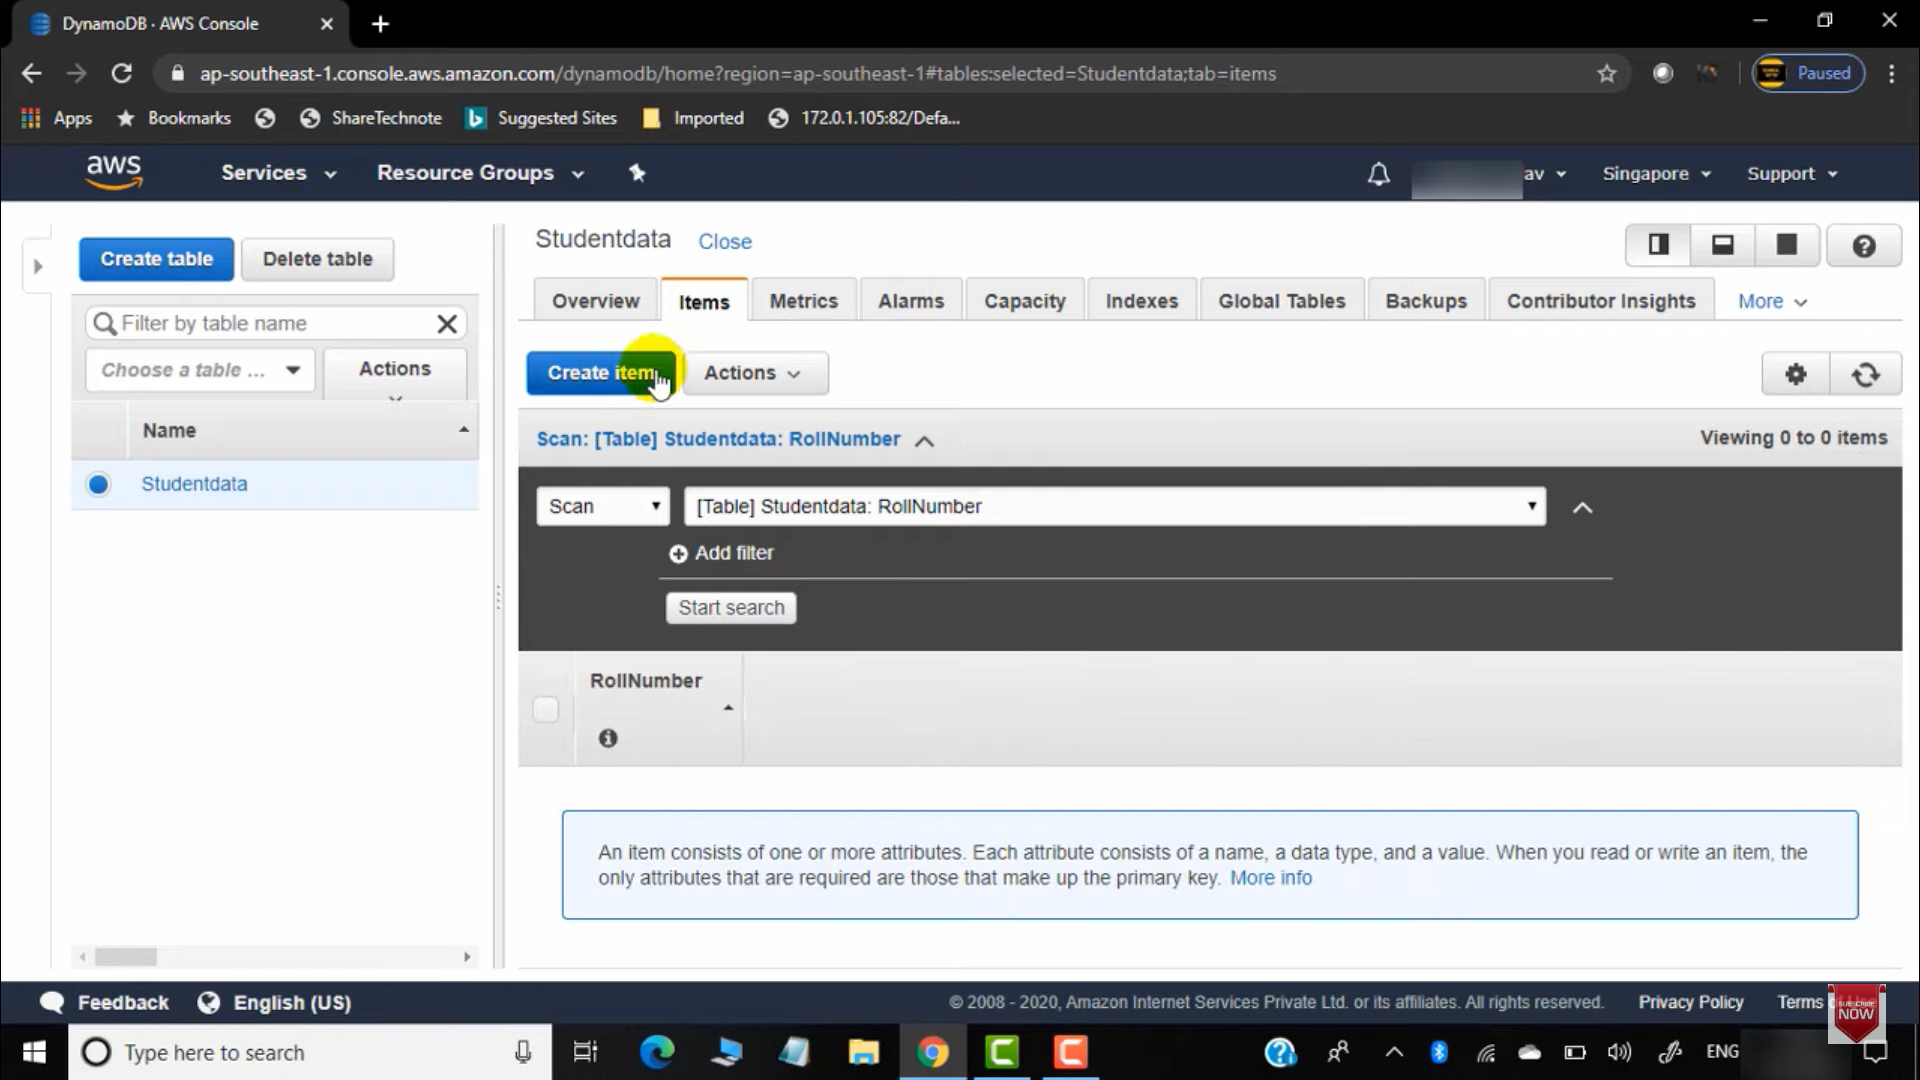 DynamoDB · AWS Console
ap-southeast-1.console.aws.amazon.com/dynamodb/home?region=ap-southeast-1#tables:selected=Studentdata;tab=items
Paused
Apps
Bookmarks
ShareTechnote
Suggested Sites
Imported
172.0.1.105:82/Defa...
aws
Services
Resource Groups
av
Singapore
Support
Create table
Delete table
Filter by table name
Choose a table ...
Actions
Name
Studentdata
Studentdata
Close
Overview
Items
Metrics
Alarms
Capacity
Indexes
Global Tables
Backups
Contributor Insights
More
Create item
Actions
Scan: [Table] Studentdata: RollNumber
Viewing 0 to 0 items
Scan
[Table] Studentdata: RollNumber
Add filter
Start search
RollNumber
An item consists of one or more attributes. Each attribute consists of a name, a data type, and a value. When you read or write an item, the
only attributes that are required are those that make up the primary key. More info
Feedback
English (US)
© 2008 - 2020, Amazon Internet Services Private Ltd. or its affiliates. All rights reserved.
Privacy Policy
Terms
SUBSCRIBE
NOW
Type here to search
ENG